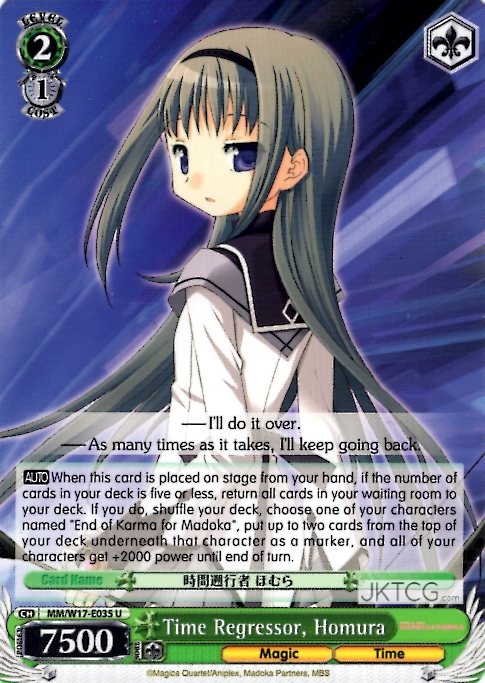 LEVEL
2
1
COST
—I'll do it over.
—As many times as it takes, I'll keep going back.
AUTO When this card is placed on stage from your hand, if the number of
cards in your deck is five or less, return all cards in your waiting room to
your deck. If you do, shuffle your deck, choose one of your characters
named "End of Karma for Madoka", put up to two cards from the top of
your deck underneath that character as a marker, and all of your
characters get +2000 power until end of turn.
Card Name
時間遡行者 ほむら
JKTCG.com
CH MM/W17-E035 U
POWER 7500 SOUL
Time Regressor, Homura
Magic Time
©Magica Quartet/Aniplex, Madoka Partners, MBS